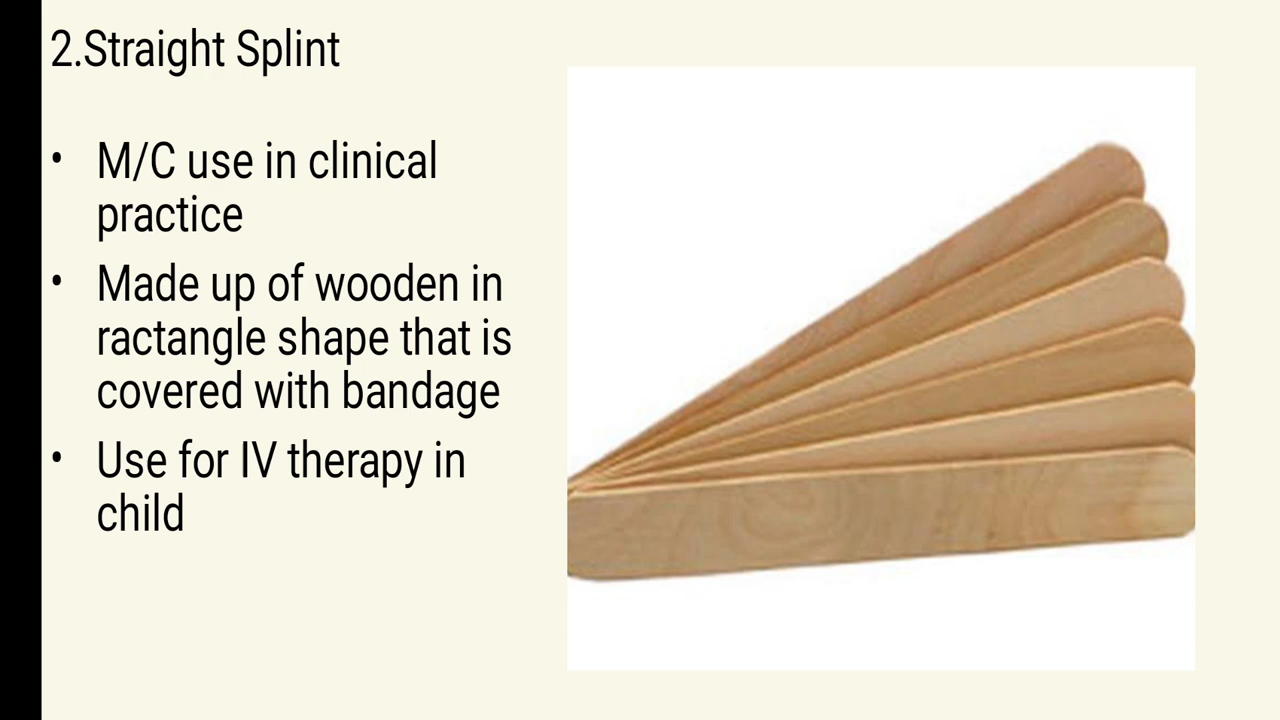 2.Straight Splint
• M/C use in clinical
practice
• Made up of wooden in
ractangle shape that is
covered with bandage
• Use for IV therapy in
child